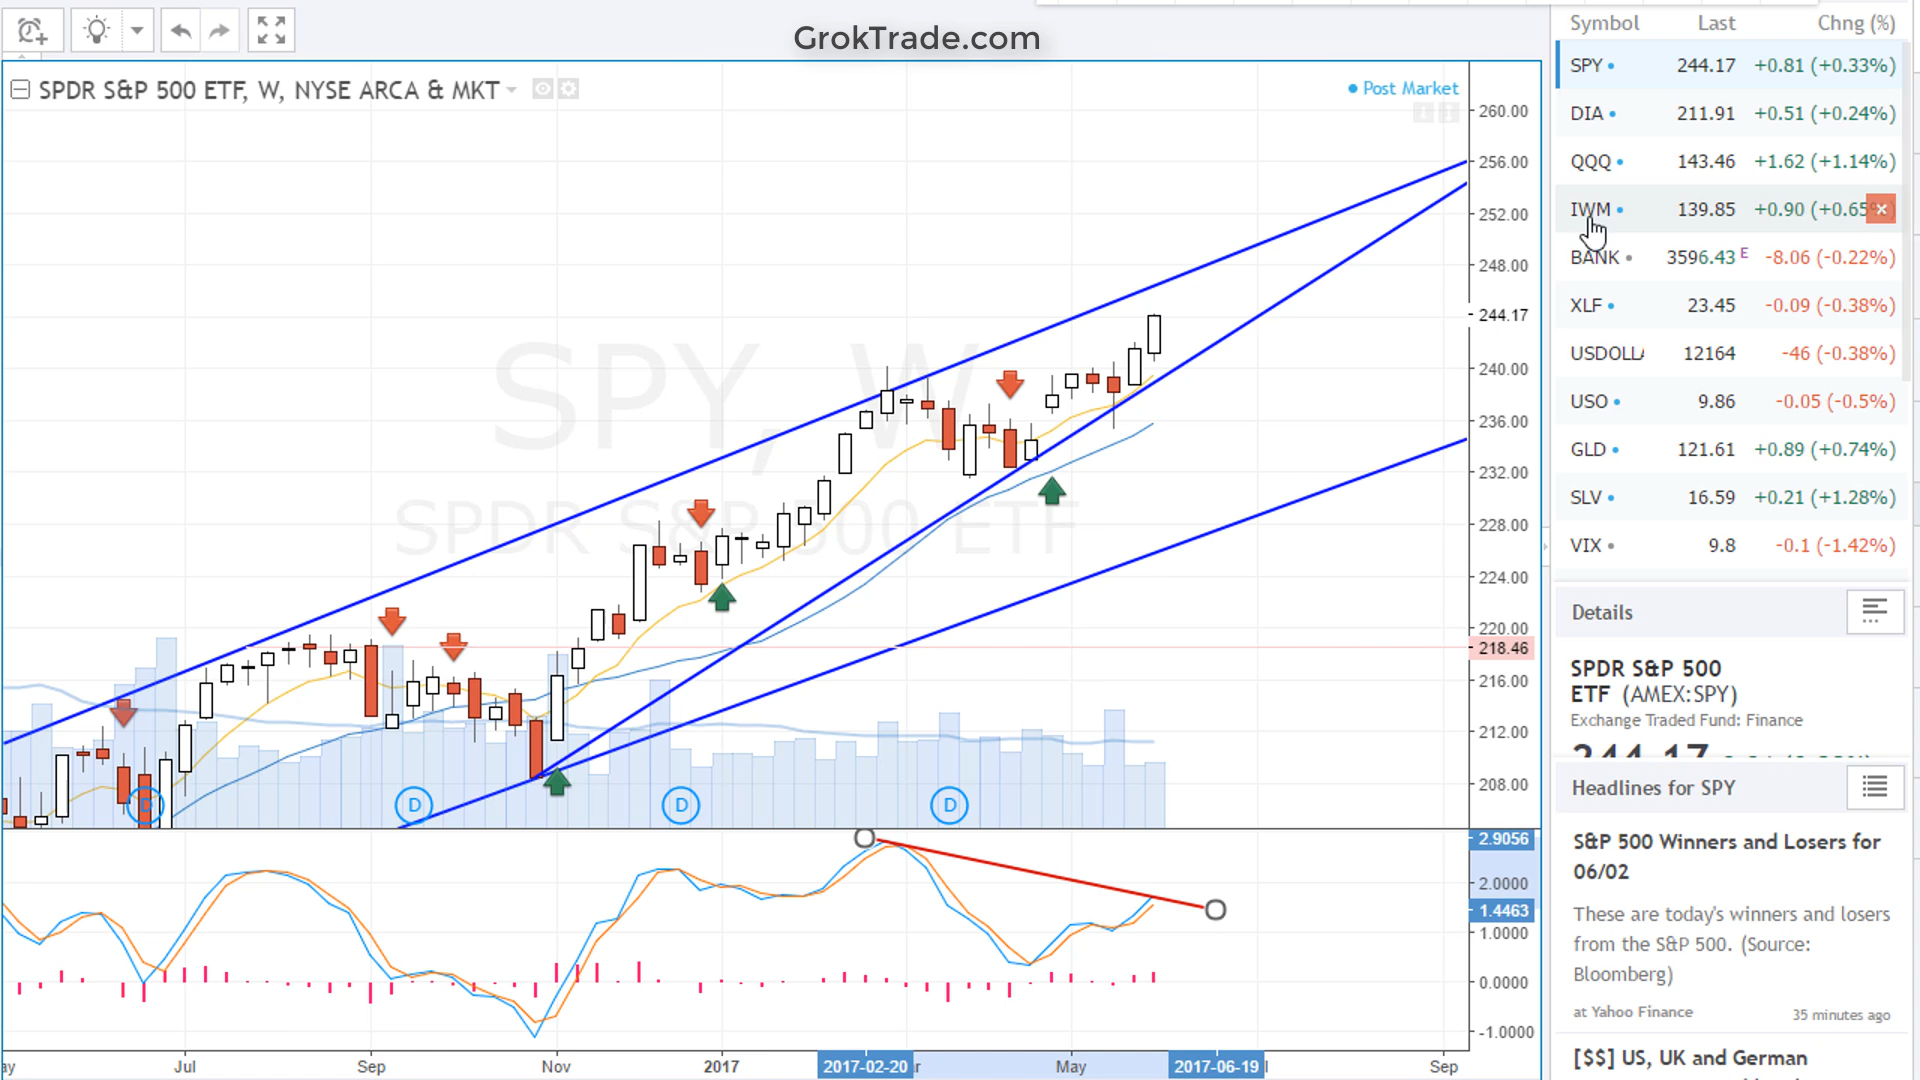 GrokTrade.com
SPDR S&P 500 ETF, W, NYSE ARCA & MKT
Post Market
SPY, W
SPDR S&P 500 ETF
260.00
256.00
252.00
248.00
244.17
240.00
236.00
232.00
228.00
224.00
220.00
218.46
216.00
212.00
208.00
D
D
D
D
2.9056
2.0000
1.4463
1.0000
0.0000
-1.0000
Jul
Sep
Nov
2017
2017-02-20
May
2017-06-19
Sep
Symbol Last Chng (%)
SPY 244.17 +0.81 (+0.33%)
DIA 211.91 +0.51 (+0.24%)
QQQ 143.46 +1.62 (+1.14%)
IWM 139.85 +0.90 (+0.65
BANK 3596.43 E -8.06 (-0.22%)
XLF 23.45 -0.09 (-0.38%)
USDOLL 12164 -46 (-0.38%)
USO 9.86 -0.05 (-0.5%)
GLD 121.61 +0.89 (+0.74%)
SLV 16.59 +0.21 (+1.28%)
VIX 9.8 -0.1 (-1.42%)
Details
SPDR S&P 500
ETF (AMEX:SPY)
Exchange Traded Fund: Finance
244.17
Headlines for SPY
S&P 500 Winners and Losers for
06/02
These are today's winners and losers
from the S&P 500. (Source:
Bloomberg)
at Yahoo Finance 35 minutes ago
[$$] US, UK and German